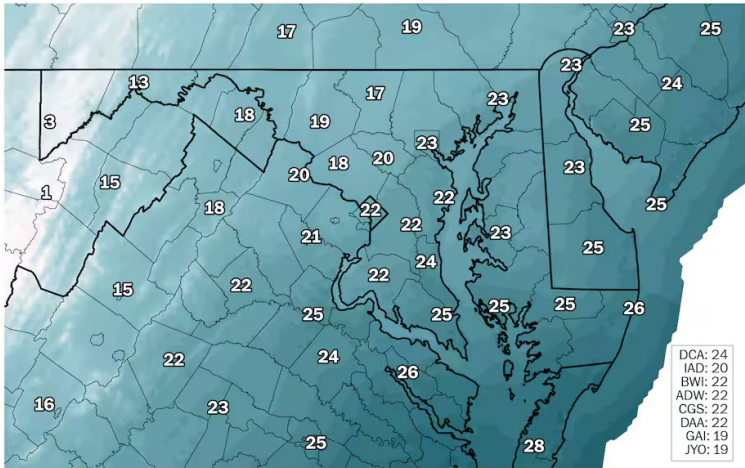 17 19 23 25
13 23
3 18 19 17 23 24
25
23
15 20 18 20 23
1 18 22 22 25
21 22 23
22 24 25
15 22
25 25 25 25 26
22 24
16 23 26
25 28
DCA: 24
IAD: 20
BWI: 22
ADW: 22
CGS: 22
DAA: 22
GAI: 19
JYO: 19